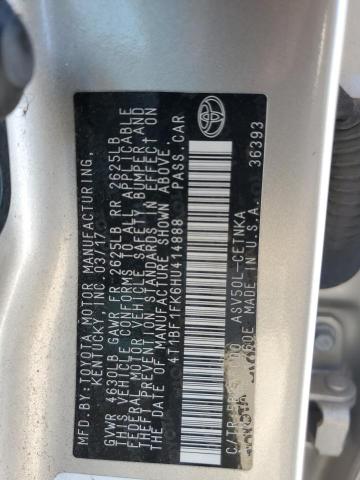 TOYOTA MOTOR MANUFACTURING,
KENTUCKY, INC. 03/17
GVWR 4630LB GAWR FR 2625LB RR 2625LB
THIS VEHICLE CONFORMS TO ALL APPLICABLE
FEDERAL MOTOR VEHICLE SAFETY, BUMPER, AND
THEFT PREVENTION STANDARDS IN EFFECT ON
THE DATE OF MANUFACTURE SHOWN ABOVE.
4T1BF1FK6HU414888 PASS.CAR
C/TR
ASV50L-CETNKA
MADE IN U.S.A. 36393